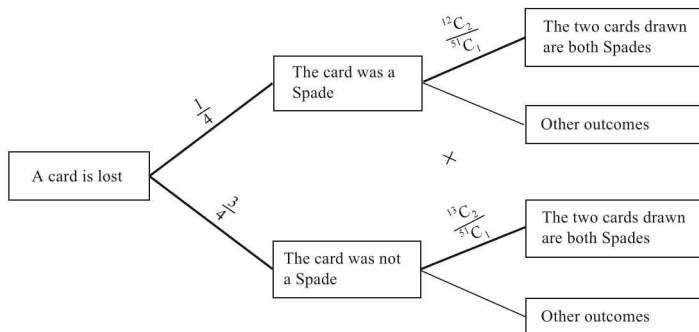 ¹²C₂
⁵¹C₁
The two cards drawn
are both Spades
The card was a
Spade
1
4
Other outcomes
A card is lost
×
3
4
¹³C₂
⁵¹C₁
The two cards drawn
are both Spades
The card was not
a Spade
Other outcomes